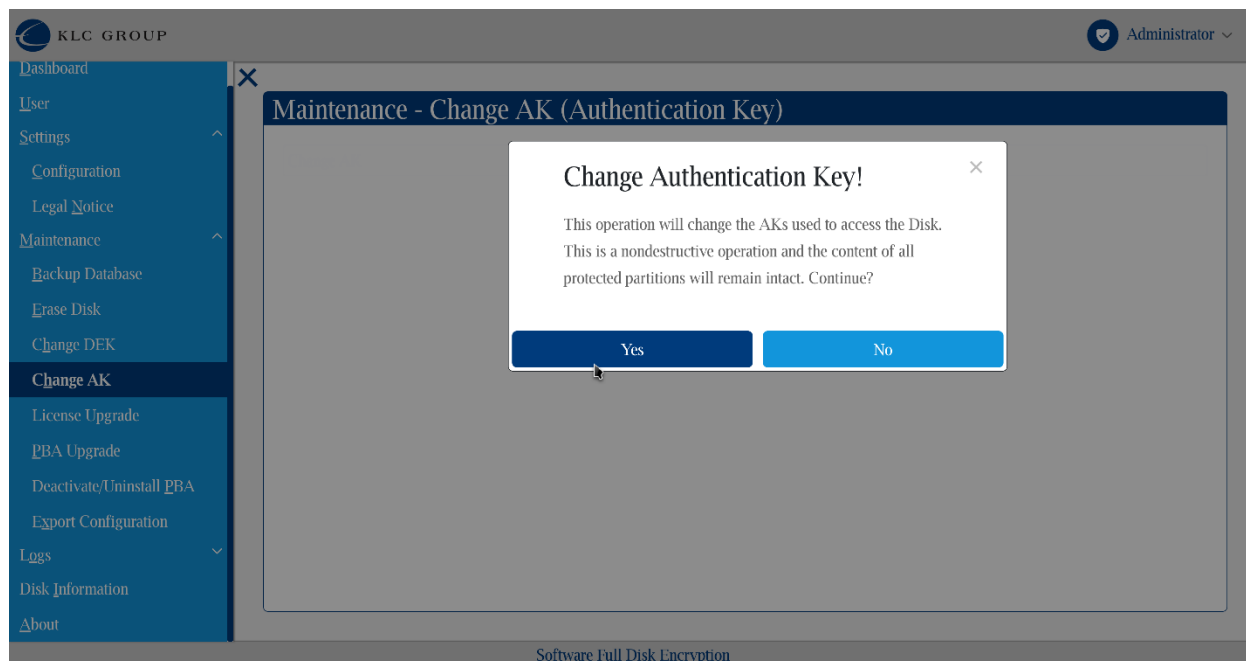 KLC GROUP
Administrator
Dashboard
User
Settings
Configuration
Legal Notice
Maintenance
Backup Database
Erase Disk
Change DEK
Change AK
License Upgrade
PBA Upgrade
Deactivate/Uninstall PBA
Export Configuration
Logs
Disk Information
About
Maintenance - Change AK (Authentication Key)
Change Authentication Key!
This operation will change the AKs used to access the Disk.
This is a nondestructive operation and the content of all
protected partitions will remain intact. Continue?
Yes
No
Software Full Disk Encryption